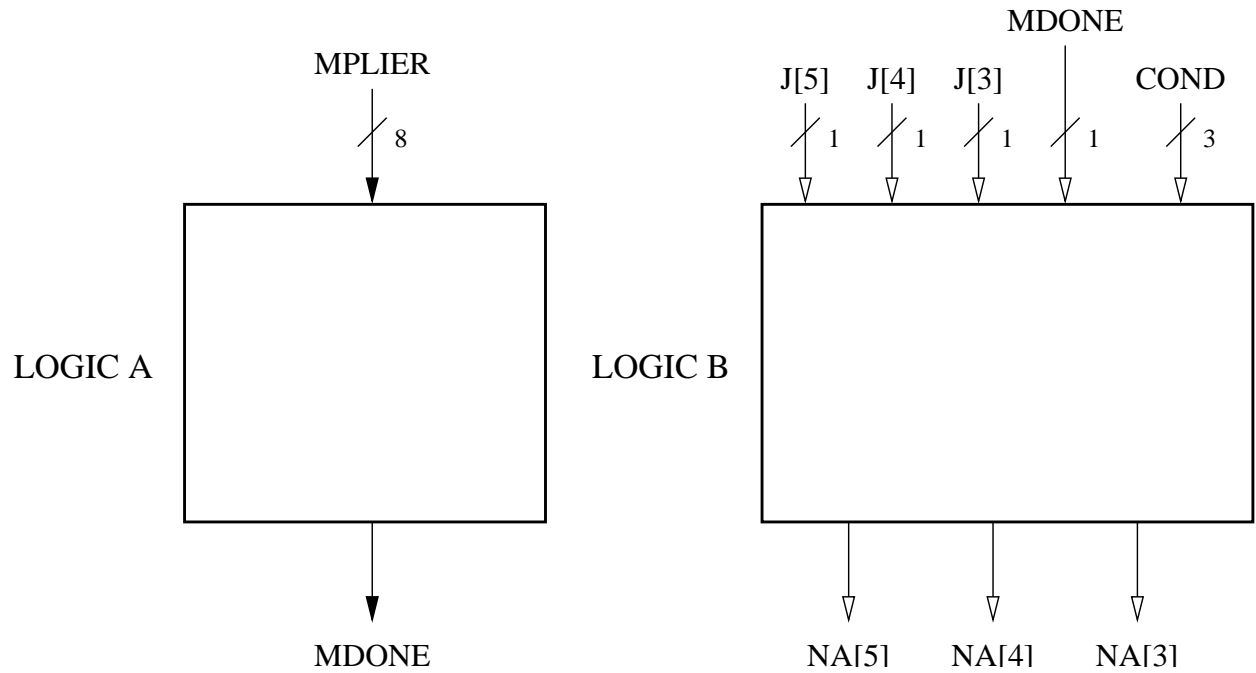 MDONE
MPLIER
J[5] J[4] J[3] COND
8 1 1 1 1 3
LOGIC A LOGIC B
MDONE NA[5] NA[4] NA[3]